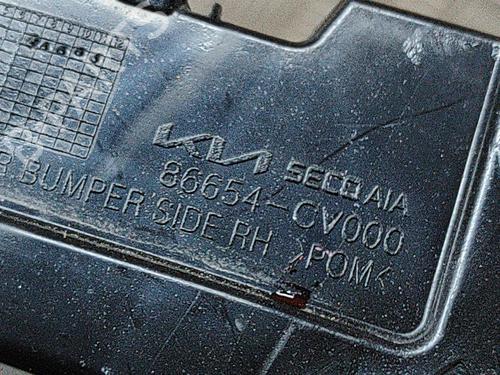 KIA SECO AIA
86654-CV000
R BUMPER SIDE RH >POM<